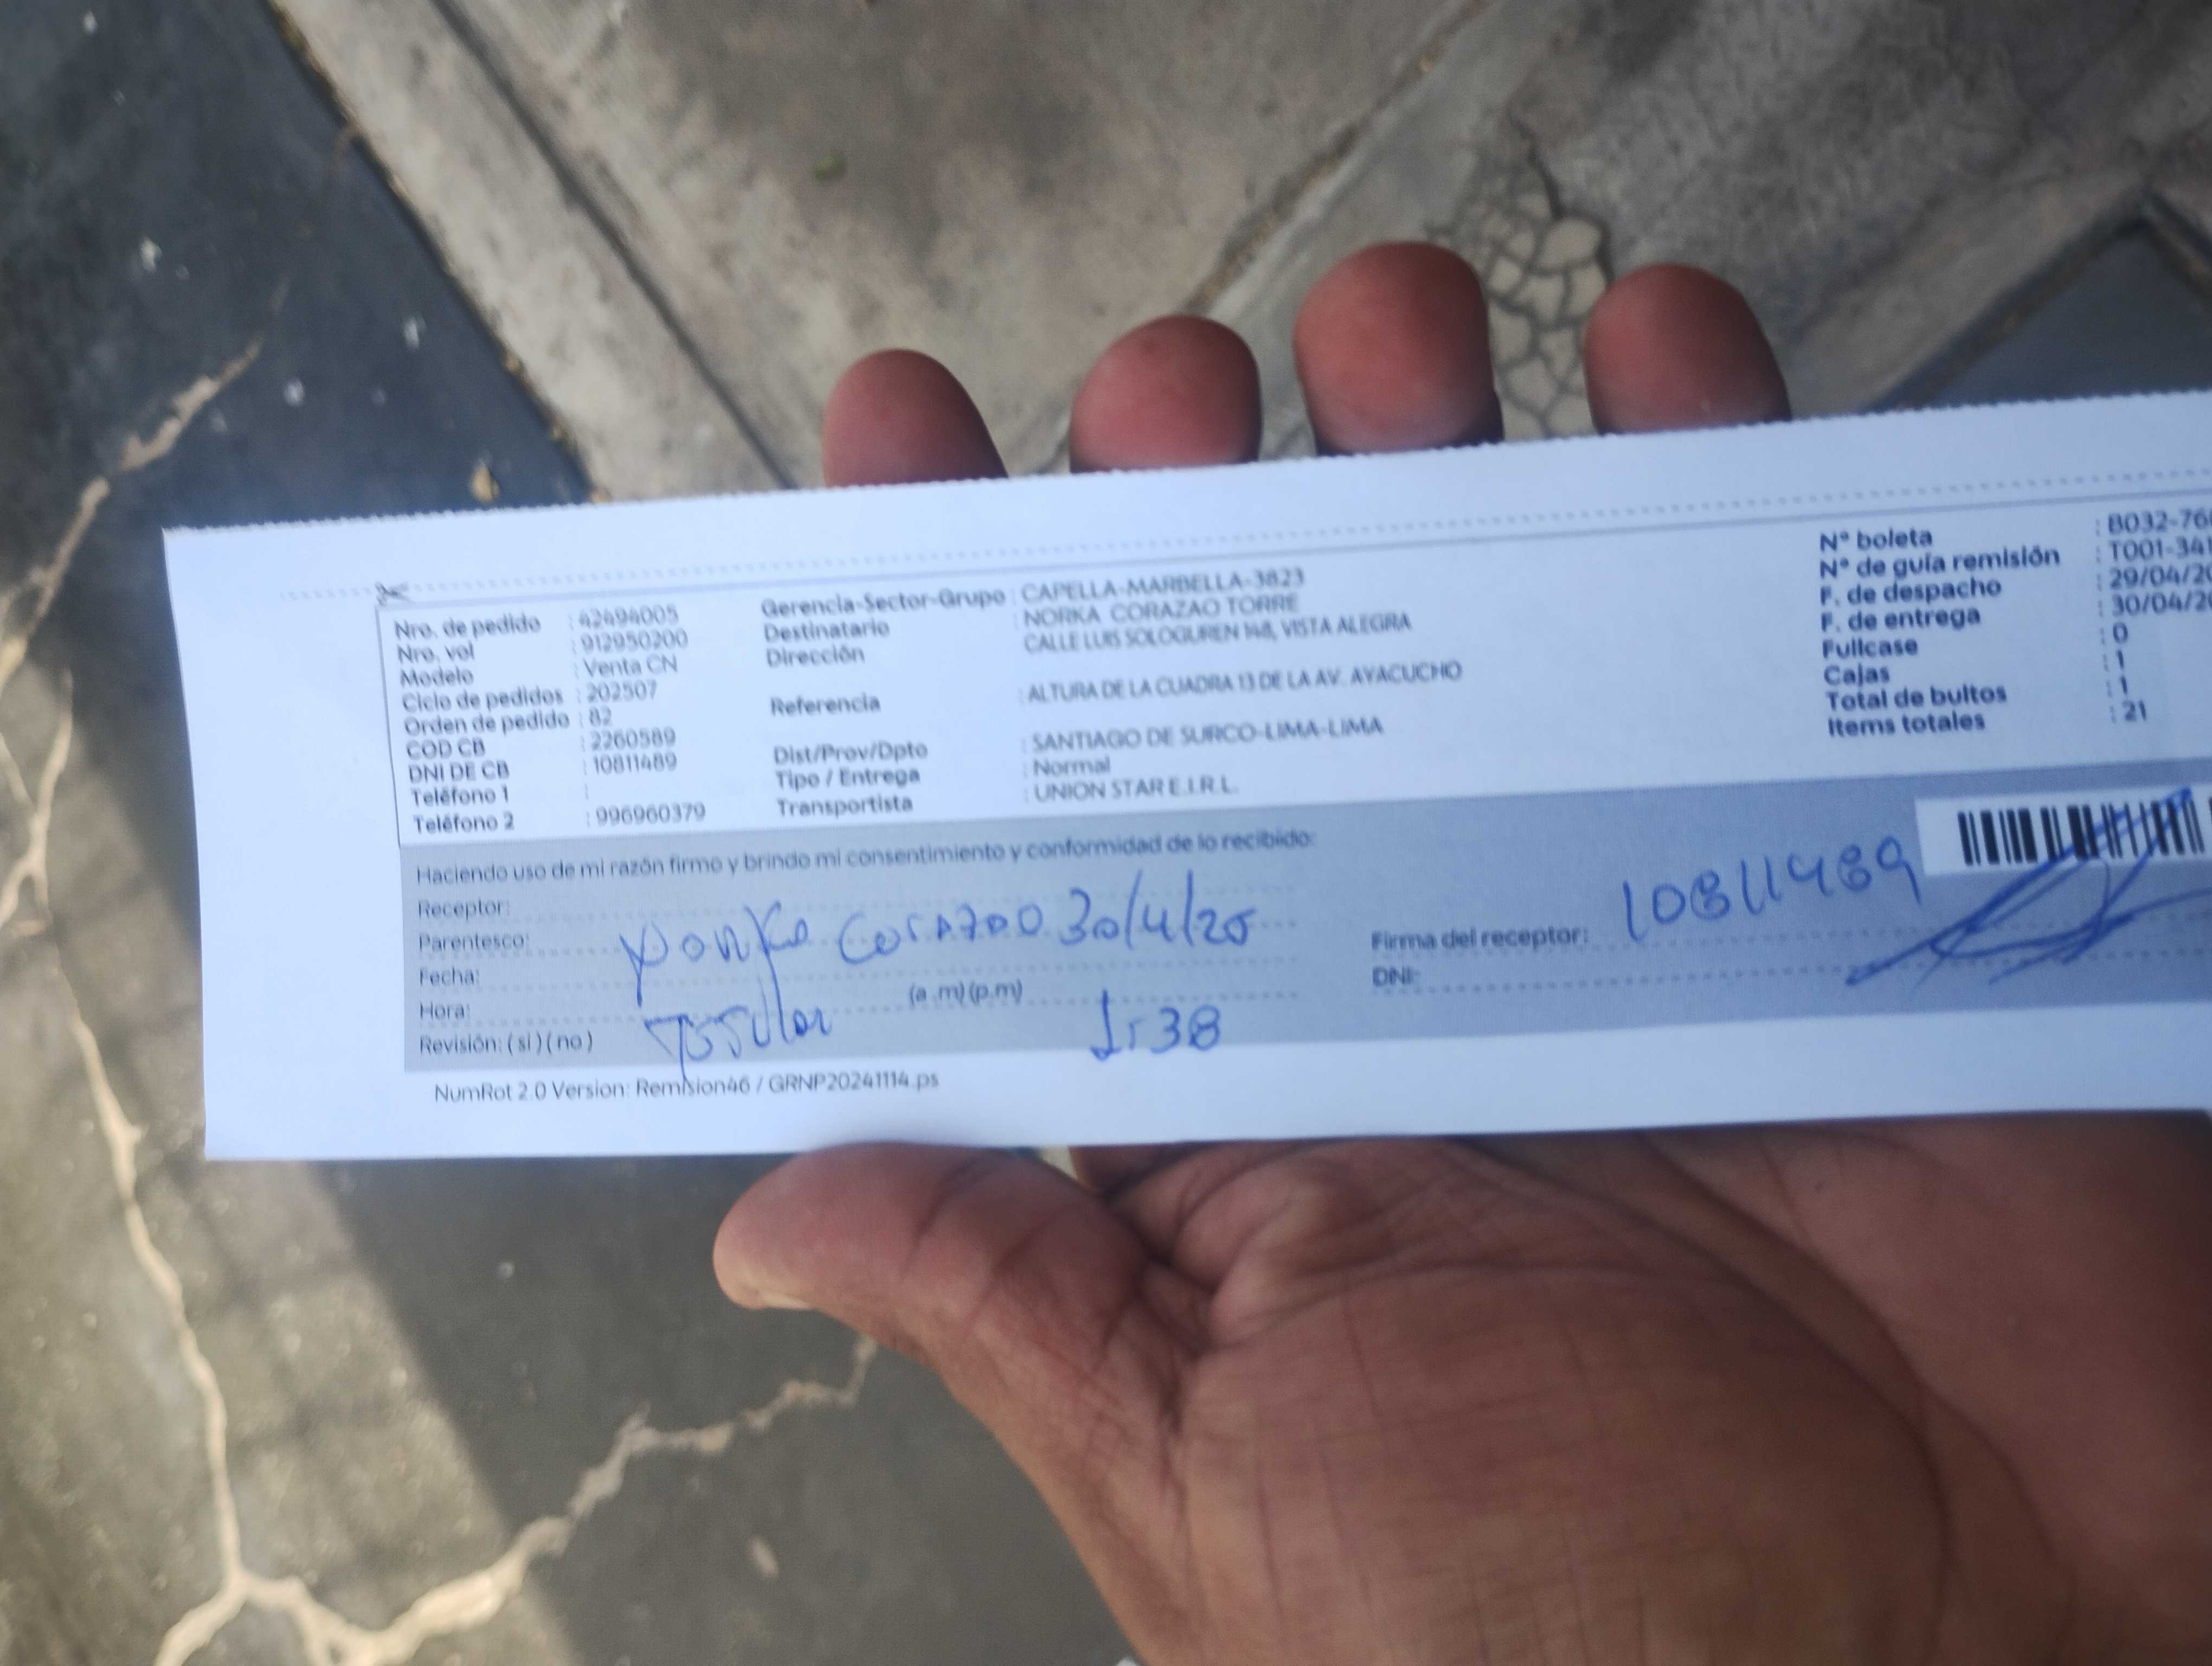 Nro. de pedido : 42494005
Nro. vol : 912950200
Modelo : Venta CN
Ciclo de pedidos : 202507
Orden de pedido : 82
COD CB : 2260589
DNI DE CB : 10811489
Teléfono 1 :
Teléfono 2 : 996960379
Gerencia-Sector-Grupo : CAPELLA-MARBELLA-3823
Destinatario : NORKA CORAZAO TORRE
Dirección CALLE LUIS SOLOGUREN 148, VISTA ALEGRA
Referencia : ALTURA DE LA CUADRA 13 DE LA AV. AYACUCHO
Dist/Prov/Dpto : SANTIAGO DE SURCO-LIMA-LIMA
Tipo / Entrega : Normal
Transportista : UNION STAR E.I.R.L.
Nº boleta : B032-76
Nº de guía remisión : T001-341
F. de despacho : 29/04/20
F. de entrega : 30/04/20
Fullcase : 0
Cajas : 1
Total de bultos : 1
Items totales : 21
Haciendo uso de mi razón firmo y brindo mi consentimiento y conformidad de lo recibido:
Receptor:
Parentesco: Corazao 30/4/25
Fecha:
Hora: (a.m) (p.m)
Revisión: ( si ) ( no ) 1:38
Firma del receptor: 10811489
DNI:
NumRot 2.0 Version: Remision46 / GRNP20241114.ps